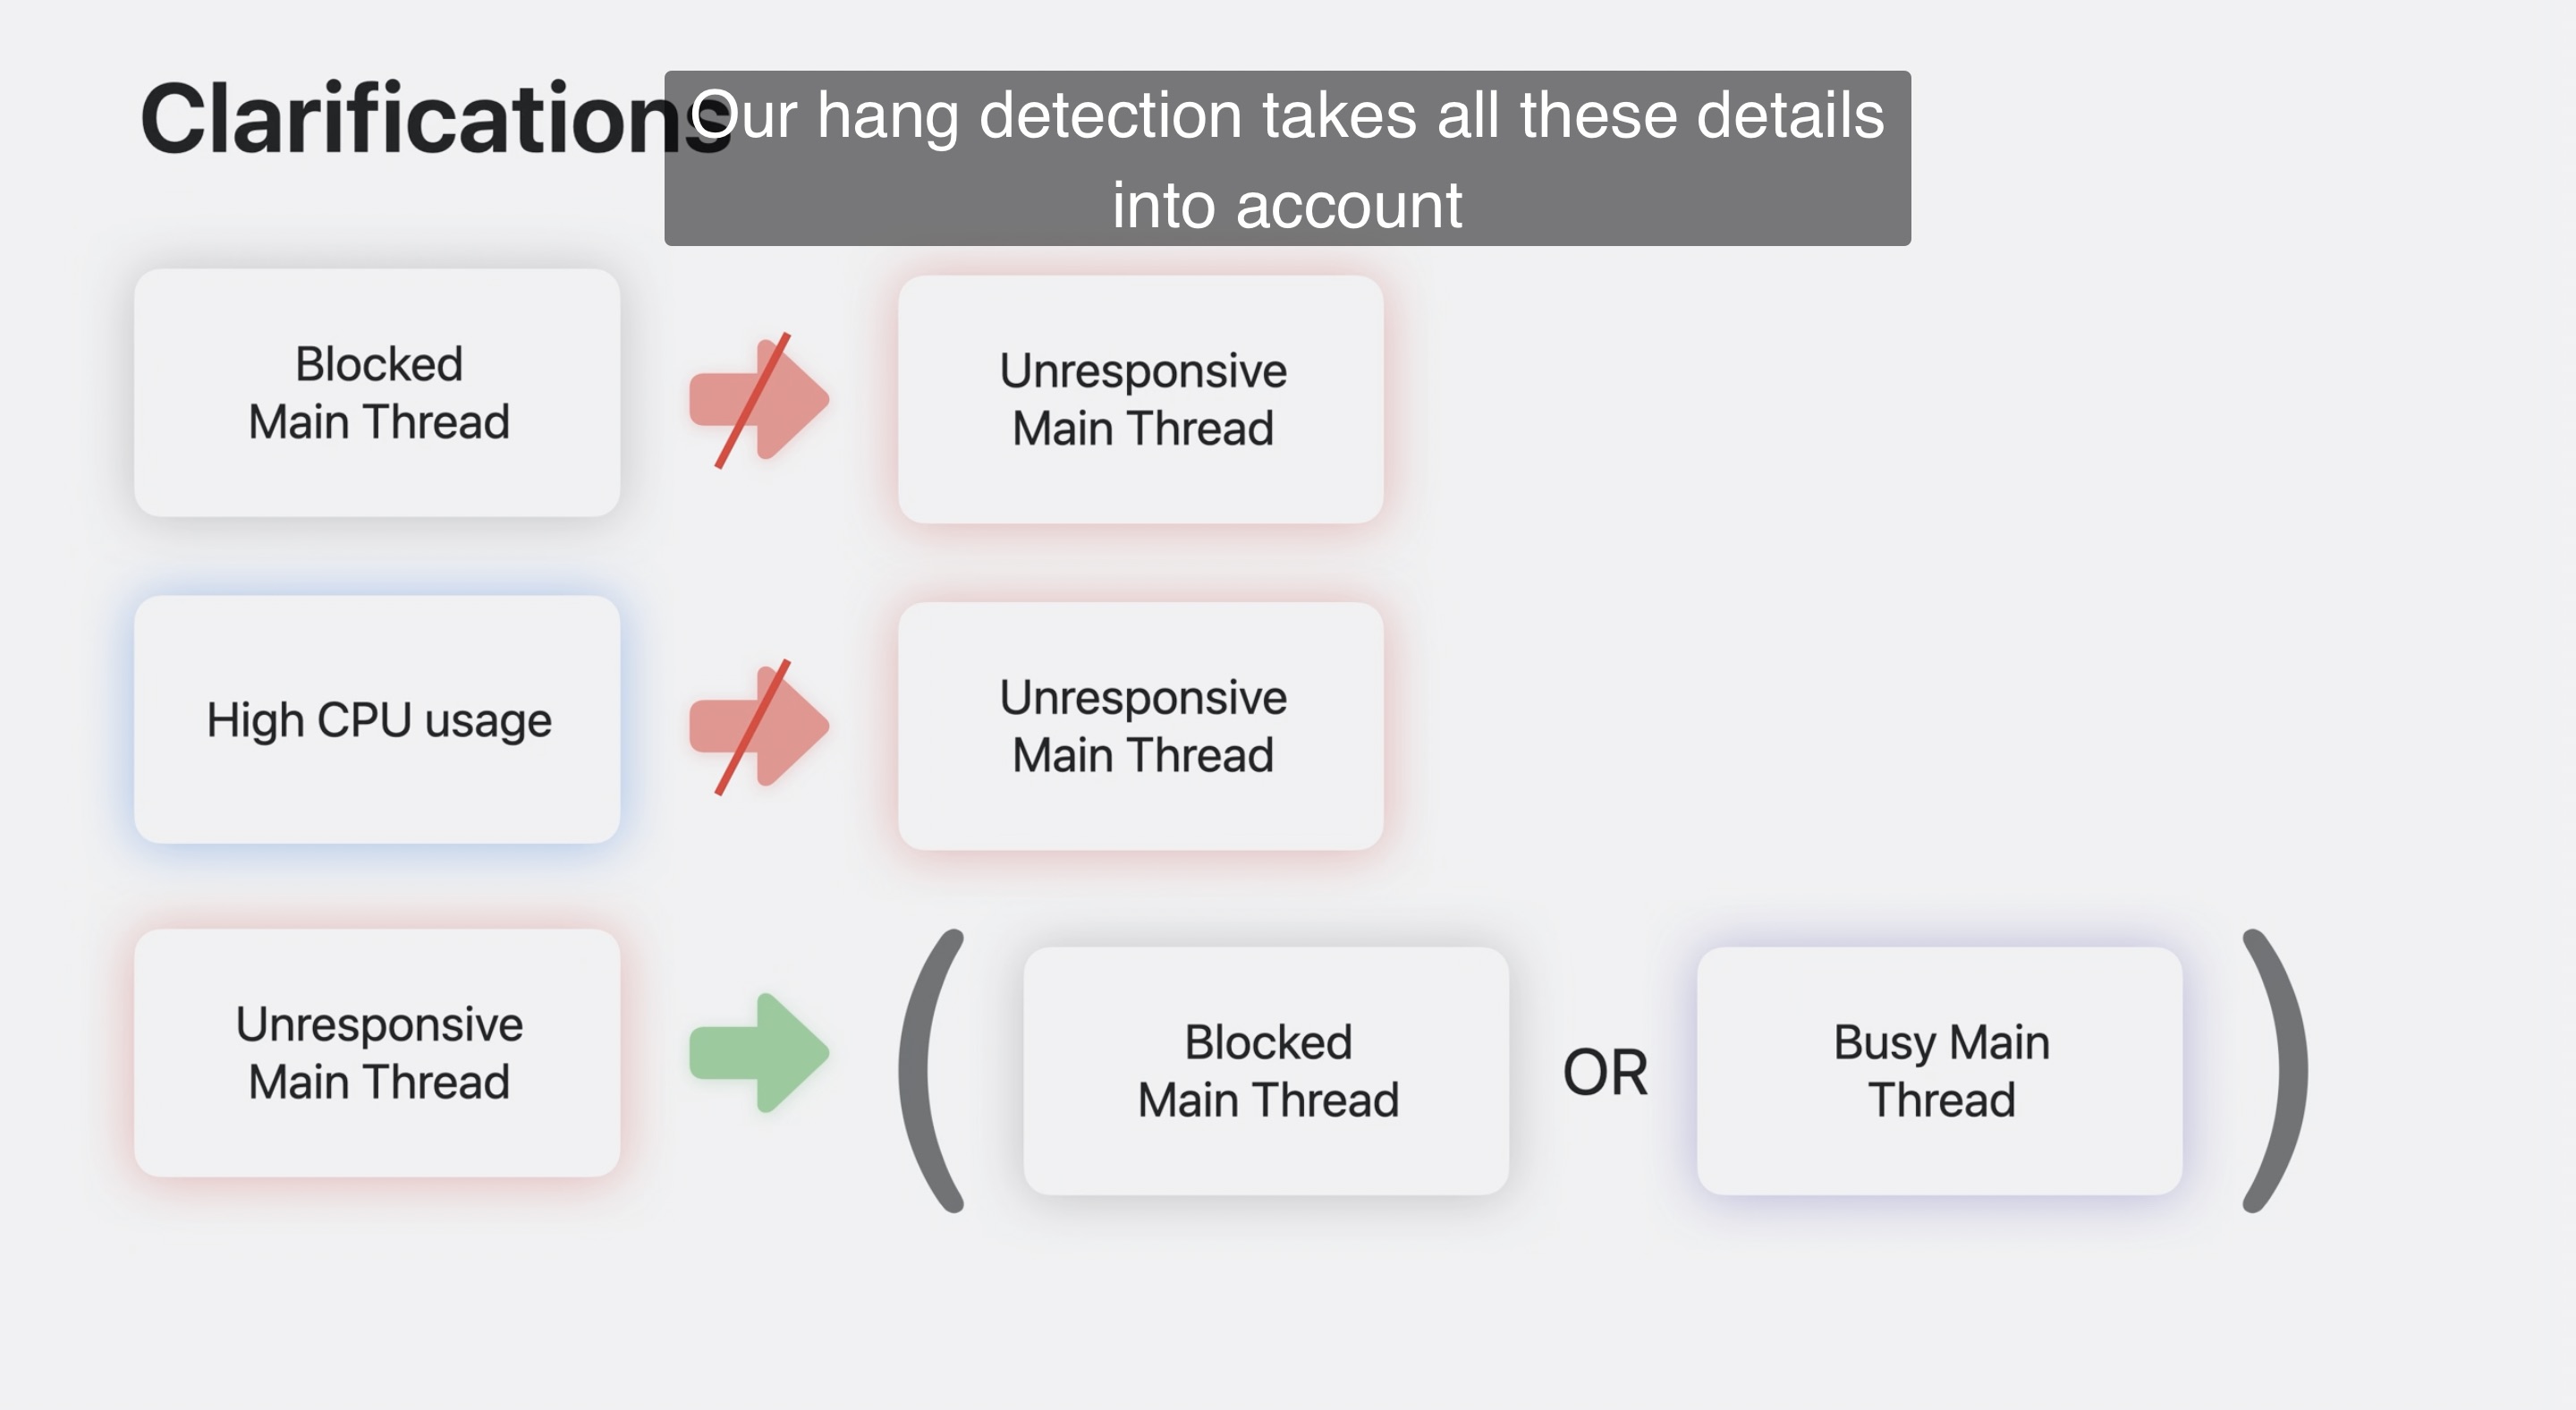 Clarifications
Our hang detection takes all these details
into account
Blocked
Main Thread
Unresponsive
Main Thread
High CPU usage
Unresponsive
Main Thread
Unresponsive
Main Thread
(
Blocked
Main Thread
OR
Busy Main
Thread
)